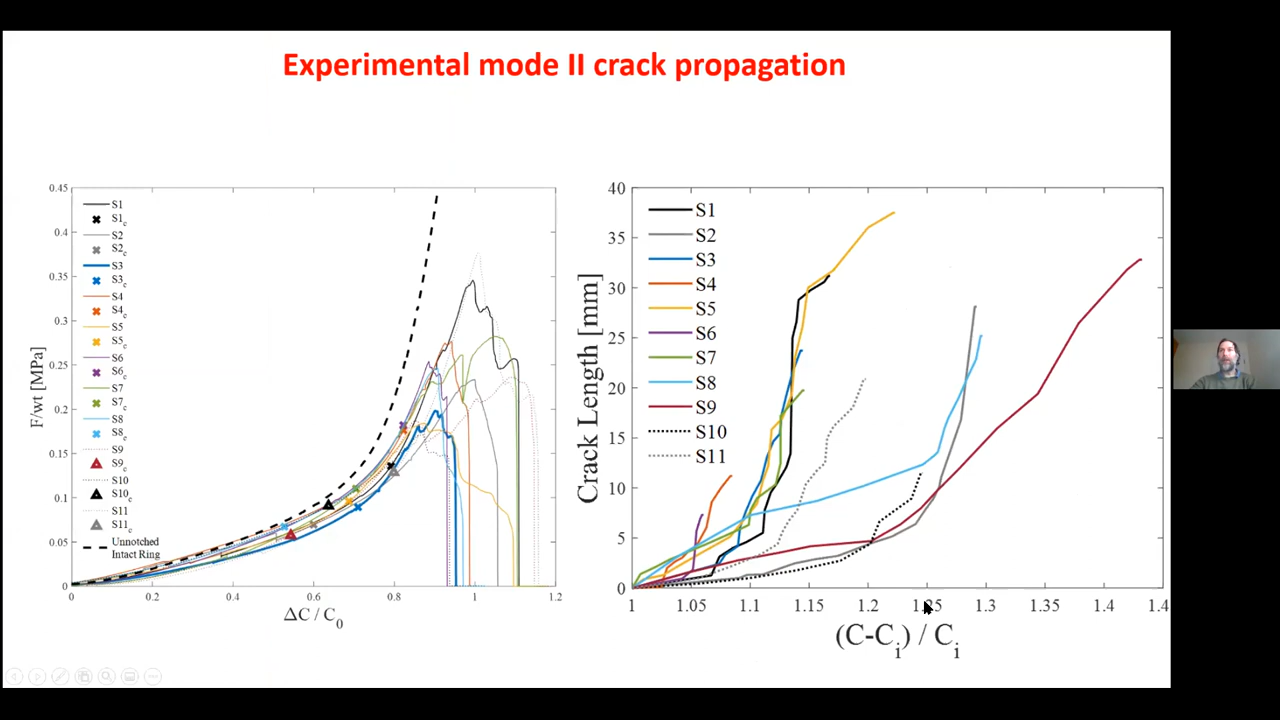 Experimental mode II crack propagation
0.45
0.4
0.35
0.3
0.25
0.2
0.15
0.1
0.05
0
F/wt [MPa]
S1
S1c
S2
S2c
S3
S3c
S4
S4c
S5
S5c
S6
S6c
S7
S7c
S8
S8c
S9
S9c
S10
S10c
S11
S11c
Unnotched
Intact Ring
0 0.2 0.4 0.6 0.8 1 1.2
ΔC / C0
40
35
30
25
20
15
10
5
0
Crack Length [mm]
S1
S2
S3
S4
S5
S6
S7
S8
S9
S10
S11
1 1.05 1.1 1.15 1.2 1.25 1.3 1.35 1.4 1.4
(C-Ci) / Ci